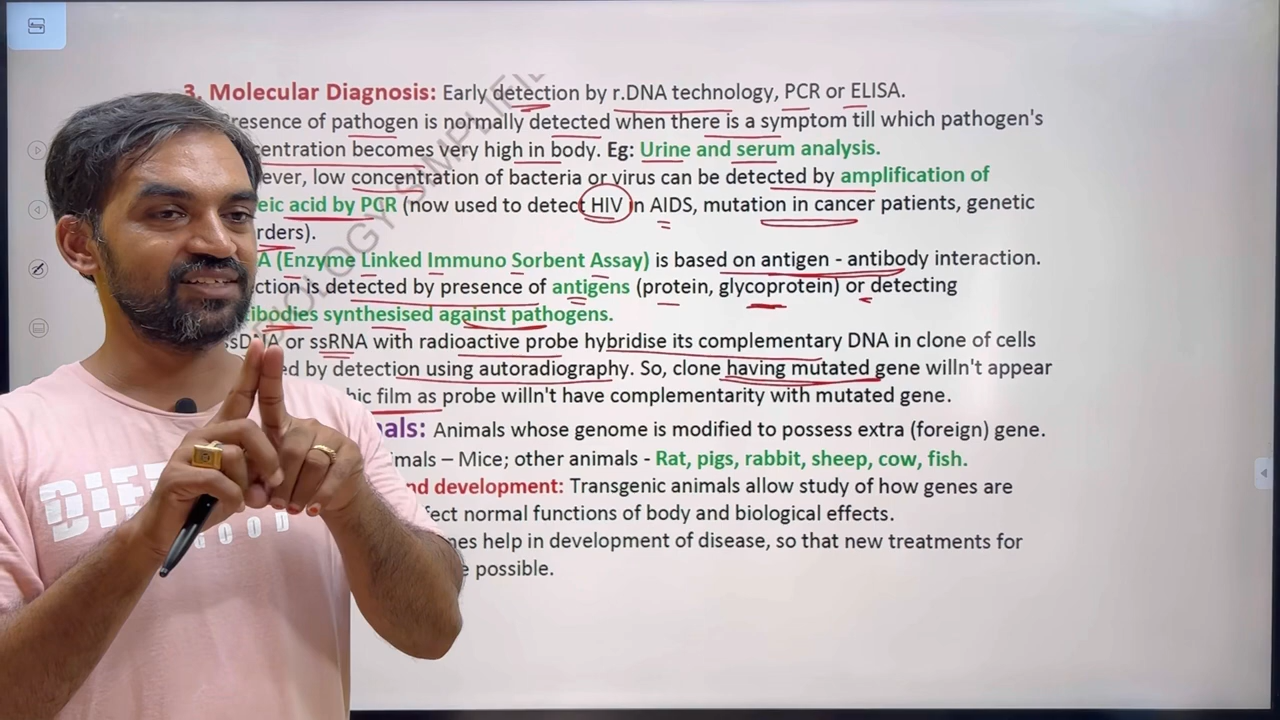 3. Molecular Diagnosis: Early detection by r.DNA technology, PCR or ELISA.
Presence of pathogen is normally detected when there is a symptom till which pathogen's
centration becomes very high in body. Eg: Urine and serum analysis.
ever, low concentration of bacteria or virus can be detected by amplification of
eic acid by PCR (now used to detect HIV in AIDS, mutation in cancer patients, genetic
rders).
A (Enzyme Linked Immuno Sorbent Assay) is based on antigen - antibody interaction.
ction is detected by presence of antigens (protein, glycoprotein) or detecting
ibodies synthesised against pathogens.
ssDNA or ssRNA with radioactive probe hybridise its complementary DNA in clone of cells
ed by detection using autoradiography. So, clone having mutated gene willn't appear
hic film as probe willn't have complementarity with mutated gene.
als: Animals whose genome is modified to possess extra (foreign) gene.
imals – Mice; other animals - Rat, pigs, rabbit, sheep, cow, fish.
nd development: Transgenic animals allow study of how genes are
fect normal functions of body and biological effects.
nes help in development of disease, so that new treatments for
e possible.